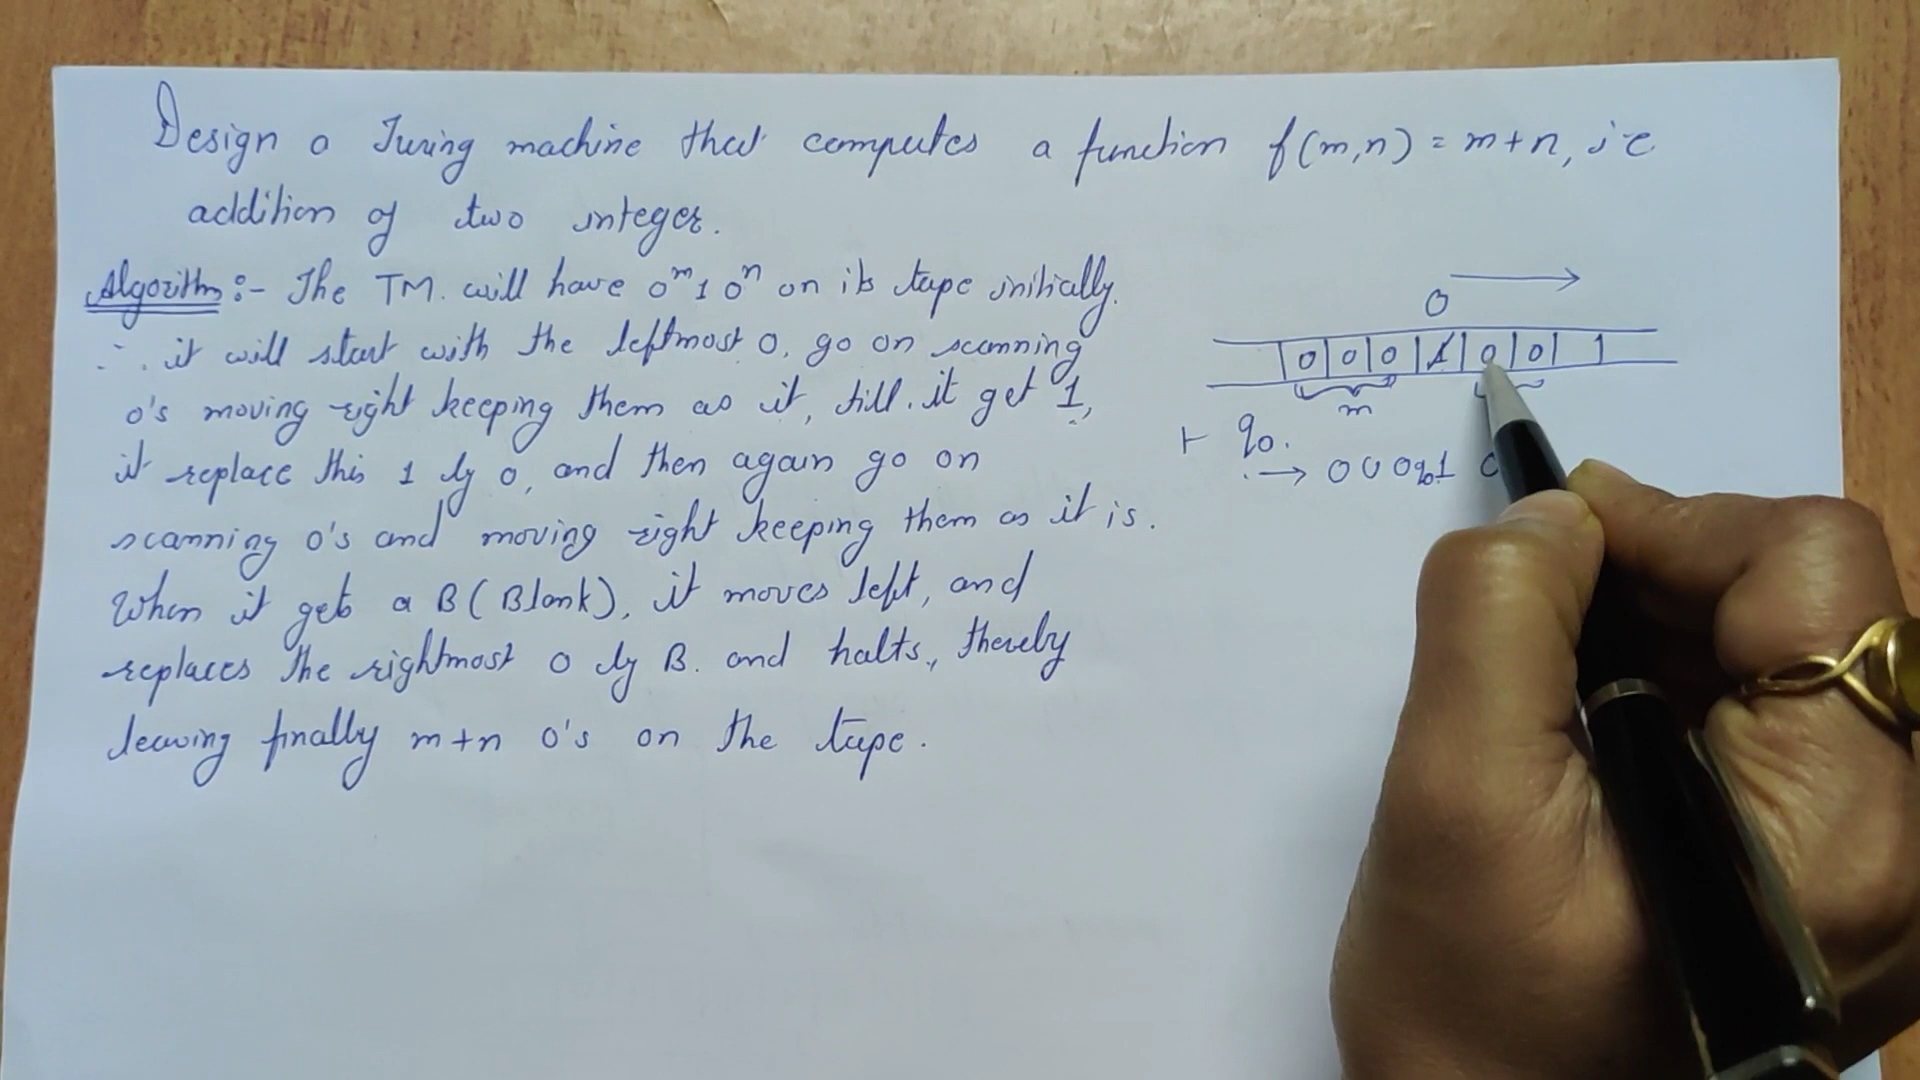 Design a Turing machine that computes a function f(m,n) = m+n, i.e
addition of two integer.
Algorithm :- The TM. will have 0^m 1 0^n on its tape initially.
∴ it will start with the leftmost 0, go on scanning
0's moving right keeping them as it, till. it get 1,
it replace this 1 by 0, and then again go on
scanning 0's and moving right keeping them as it is.
When it gets a B (Blank), it moves left, and
replaces the rightmost 0 by B. and halts, thereby
leaving finally m+n 0's on the tape.
0 →
0 | 0 | 0 | 1 | 0 | 0 |
m
⊢ q0.
→ 0 0 0 q1